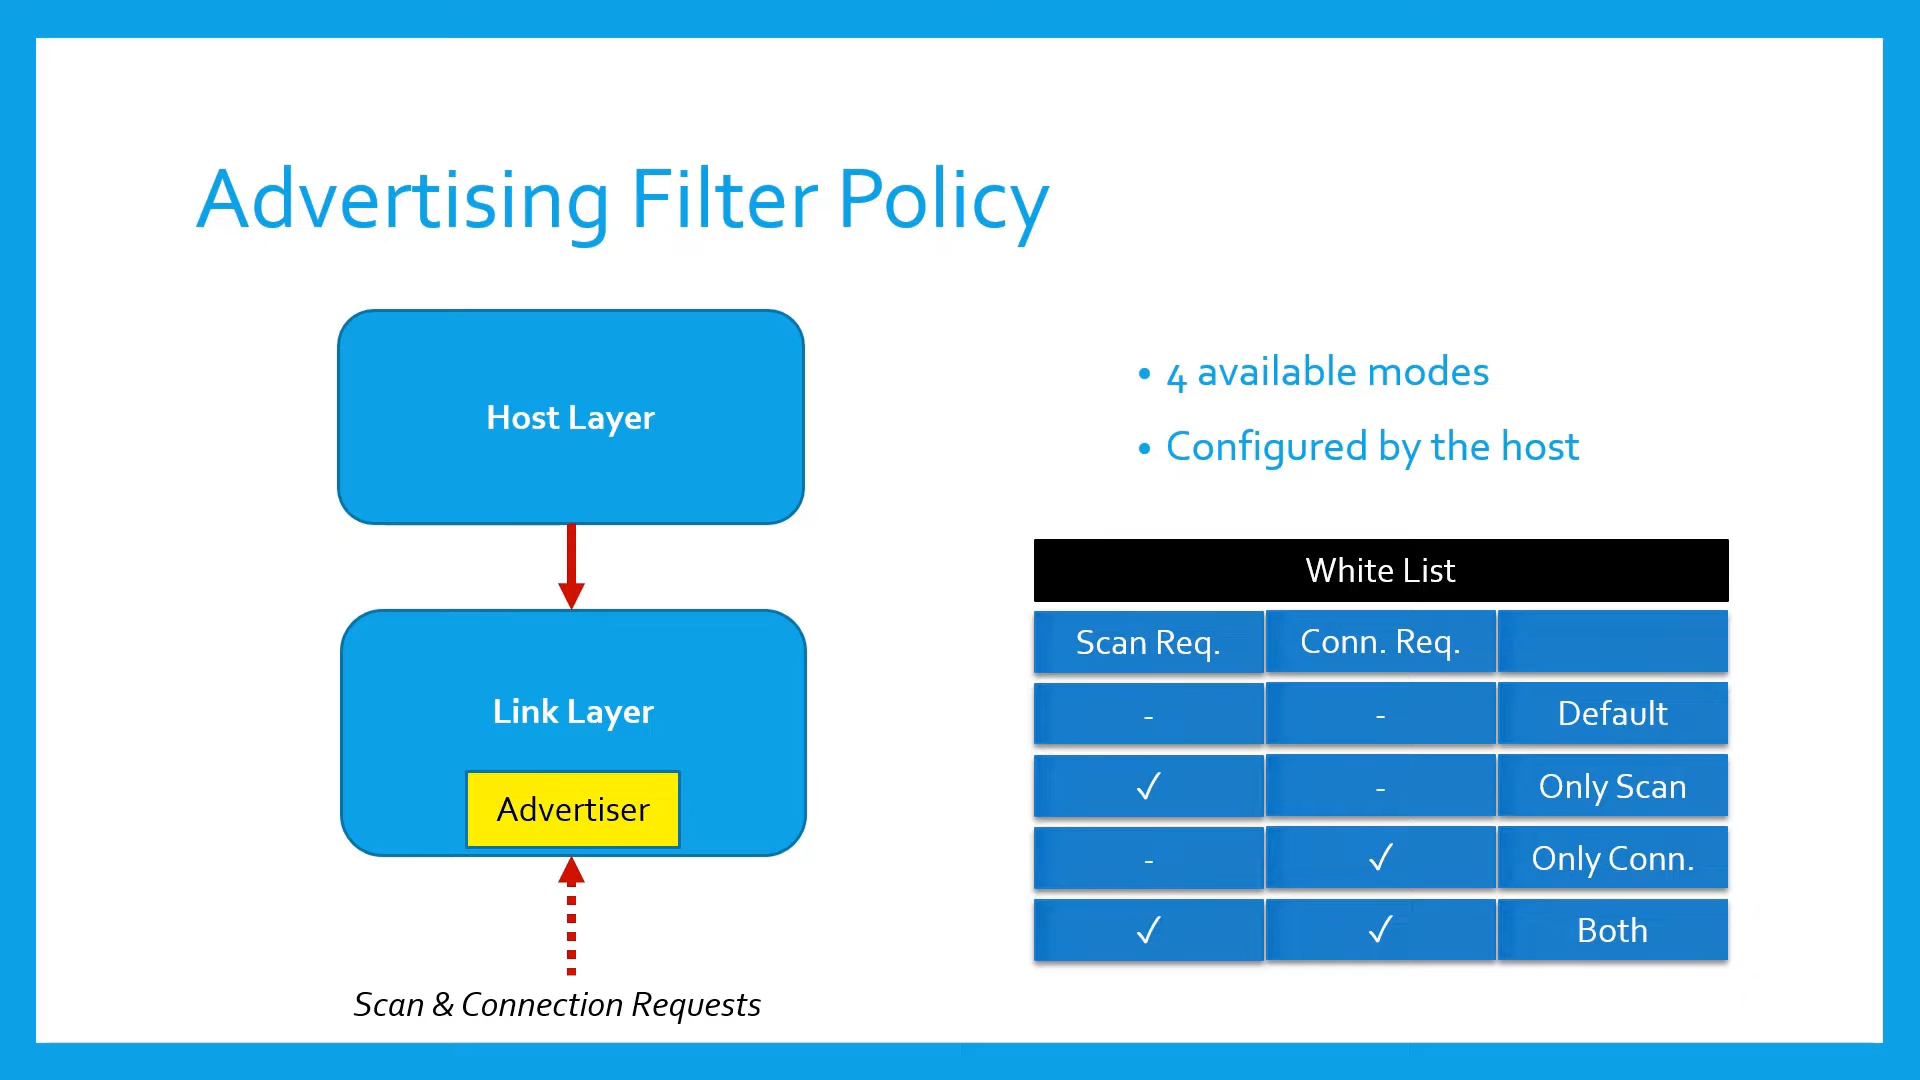 Advertising Filter Policy
Host Layer
Link Layer
Advertiser
Scan & Connection Requests
• 4 available modes
• Configured by the host
White List
Scan Req. Conn. Req.
- - Default
✓ - Only Scan
- ✓ Only Conn.
✓ ✓ Both